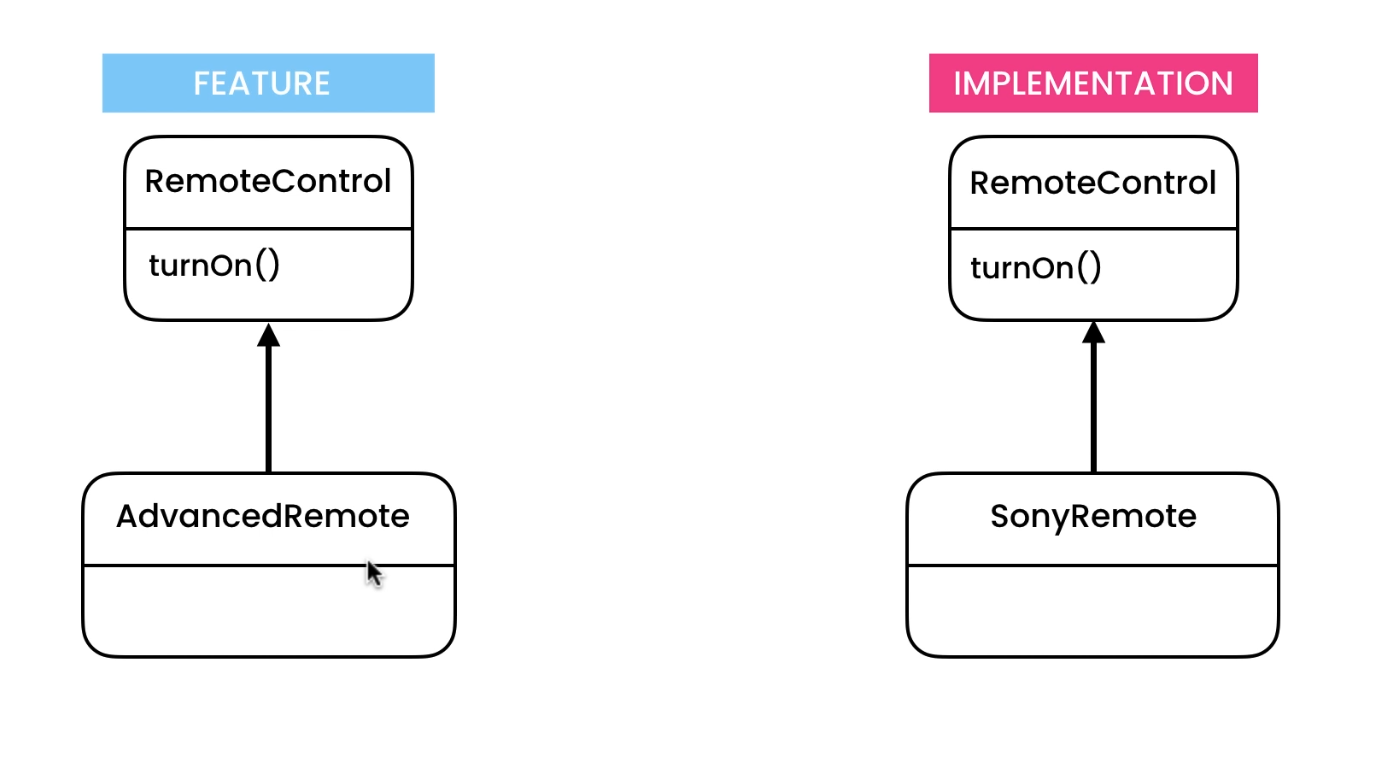 FEATURE
RemoteControl
turnOn()
AdvancedRemote
IMPLEMENTATION
RemoteControl
turnOn()
SonyRemote